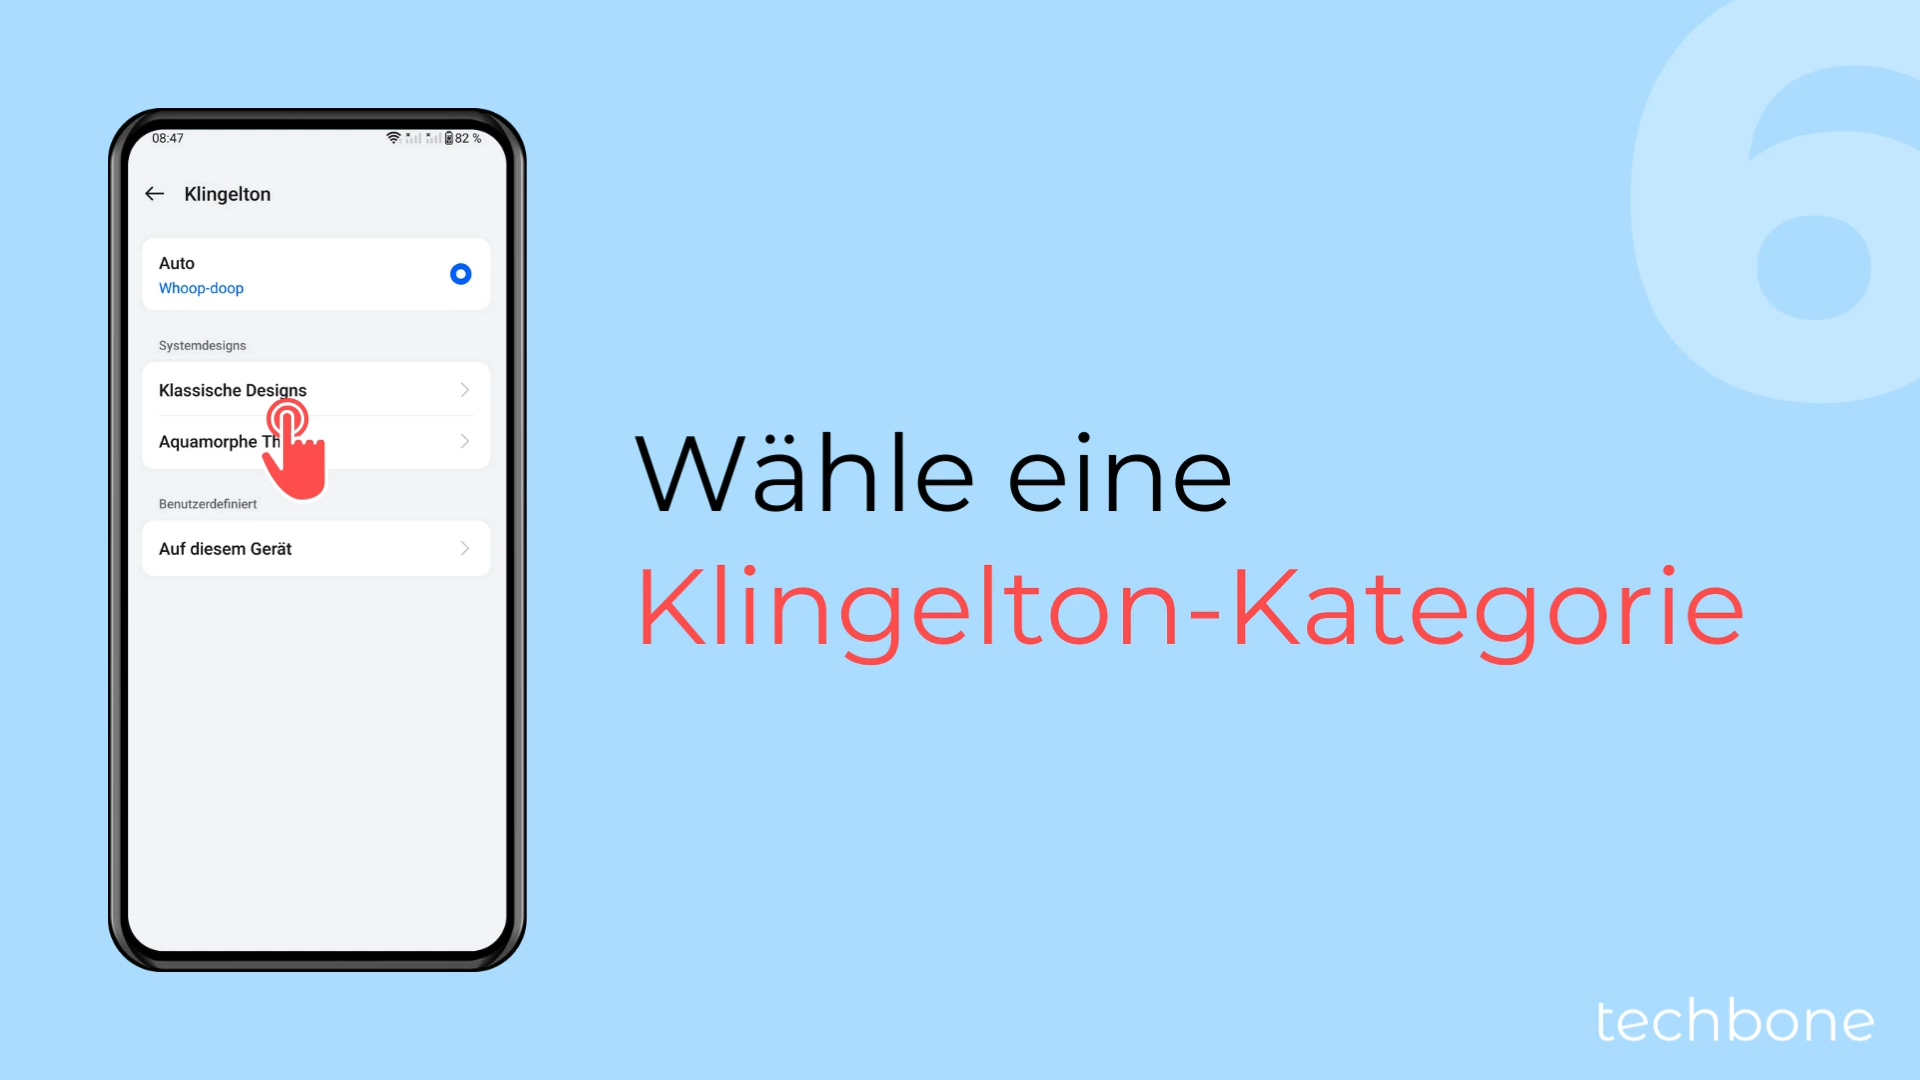 6
08:47
82 %
Klingelton
Auto
Whoop-doop
Systemdesigns
Klassische Designs
Aquamorphe
Benutzerdefiniert
Auf diesem Gerät
Wähle eine
Klingelton-Kategorie
techbone